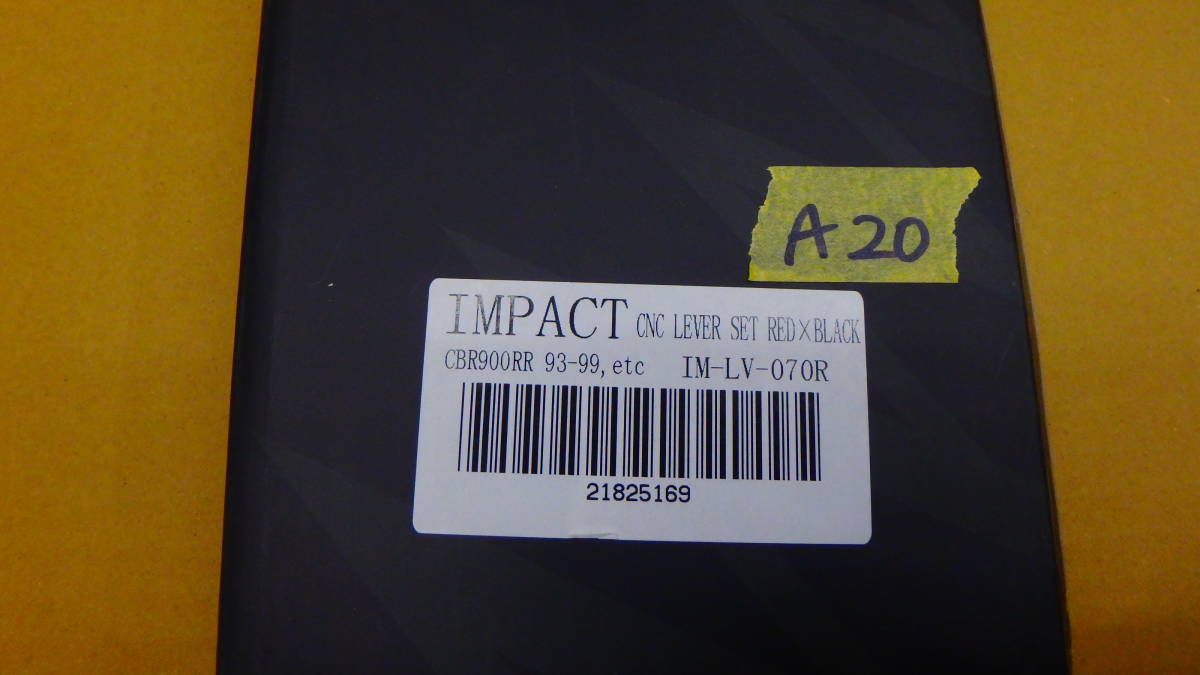 A20
IMPACT CNC LEVER SET RED×BLACK
CBR900RR 93-99,etc IM-LV-070R
21825169